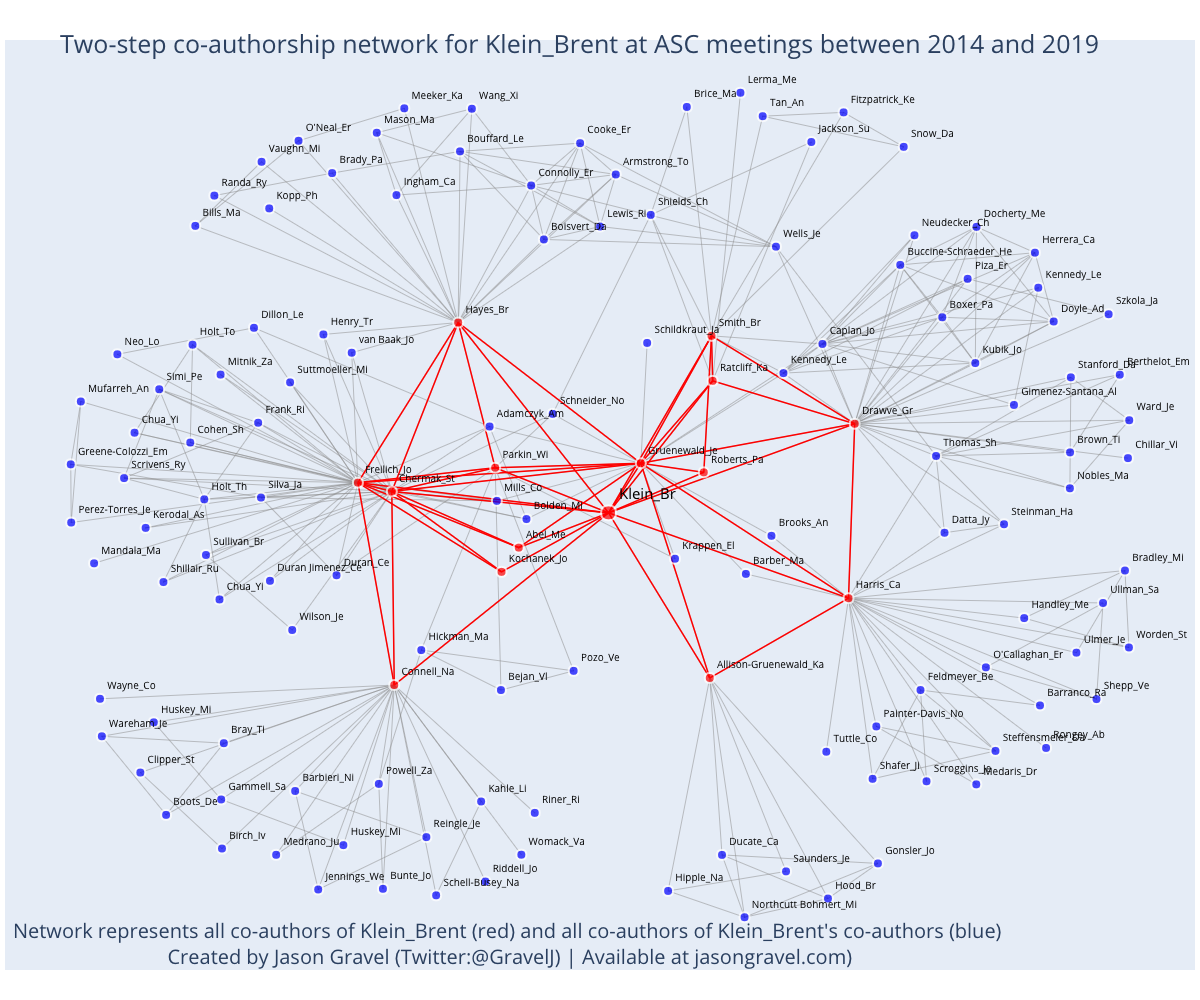 Two-step co-authorship network for Klein_Brent at ASC meetings between 2014 and 2019
Lerma_Me
Brice_Ma
Meeker_Ka
Wang_Xi
Tan_An
Fitzpatrick_Ke
O'Neal_Er
Mason_Ma
Cooke_Er
Jackson_Su
Snow_Da
Vaughn_Mi
Bouffard_Le
Brady_Pa
Armstrong_To
Connolly_Er
Randa_Ry
Kopp_Ph
Ingham_Ca
Shields_Ch
Bills_Ma
Lewis_Ri
Boisvert_Da
Docherty_Me
Neudecker_Ch
Wells_Je
Herrera_Ca
Buccine-Schraeder_He
Piza_Er
Kennedy_Le
Szkola_Ja
Boxer_Pa
Doyle_Ad
Hayes_Br
Dillon_Le
Henry_Tr
Smith_Br
Schildkraut_Ja
Caplan_Jo
Holt_To
Neo_Lo
van Baak_Jo
Kubik_Jo
Mitnik_Za
Suttmoeller_Mi
Ratcliff_Ka
Kennedy_Le
Stanford_Da
Berthelot_Em
Simi_Pe
Mufarreh_An
Gimenez-Santana_Al
Schneider_No
Ward_Je
Frank_Ri
Adamczyk_Am
Drawve_Gr
Chua_Yi
Cohen_Sh
Thomas_Sh
Brown_Ti
Chillar_Vi
Greene-Colozzi_Em
Scrivens_Ry
Parkin_Wi
Gruenewald_Je
Roberts_Pa
Freilich_Jo
Chermak_St
Nobles_Ma
Holt_Th
Silva_Ja
Mills_Co
Klein_Br
Perez-Torres_Je
Kerodal_As
Bolden_Mi
Steinman_Ha
Datta_Jy
Brooks_An
Sullivan_Br
Abel_Me
Krappen_El
Mandala_Ma
Kochanek_Jo
Barber_Ma
Bradley_Mi
Shillair_Ru
Duran Jimenez_Ce
Duran_Ce
Harris_Ca
Chua_Yi
Ullman_Sa
Handley_Me
Wilson_Je
Hickman_Ma
Worden_St
Ulmer_Je
Connell_Na
Bejan_Vl
Pozo_Ve
Allison-Gruenewald_Ka
O'Callaghan_Er
Feldmeyer_Be
Wayne_Co
Shepp_Ve
Barranco_Ra
Huskey_Mi
Wareham_Je
Bray_Ti
Painter-Davis_No
Tuttle_Co
Steffensmeier_Da
Rongey_Ab
Clipper_St
Powell_Za
Barbieri_Ni
Shafer_Ji
Scroggins_Je
Medaris_Dr
Boots_De
Gammell_Sa
Kahle_Li
Riner_Ri
Birch_Iv
Medrano_Ju
Huskey_Mi
Reingle_Je
Womack_Va
Ducate_Ca
Saunders_Je
Gonsler_Jo
Jennings_We
Bunte_Jo
Riddell_Jo
Schell-Busey_Na
Hipple_Na
Hood_Br
Northcutt Bohmert_Mi
Network represents all co-authors of Klein_Brent (red) and all co-authors of Klein_Brent's co-authors (blue)
Created by Jason Gravel (Twitter:@GravelJ) | Available at jasongravel.com)